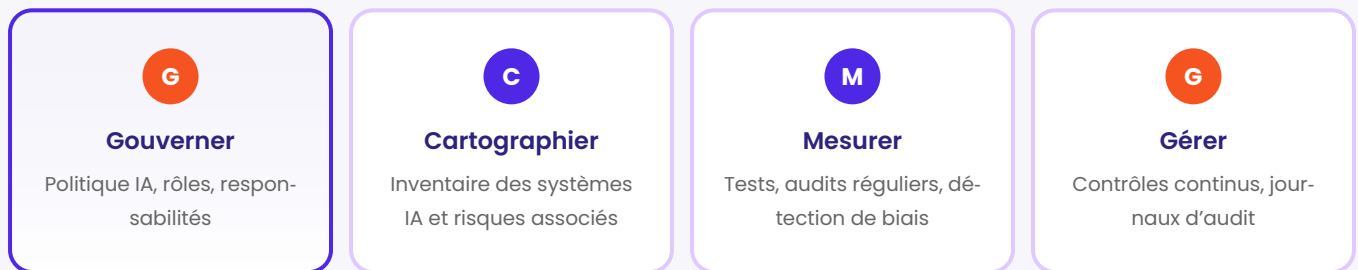 G
Gouverner
Politique IA, rôles, respon-
sabilités
C
Cartographier
Inventaire des systèmes
IA et risques associés
M
Mesurer
Tests, audits réguliers, dé-
tection de biais
G
Gérer
Contrôles continus, jour-
naux d’audit